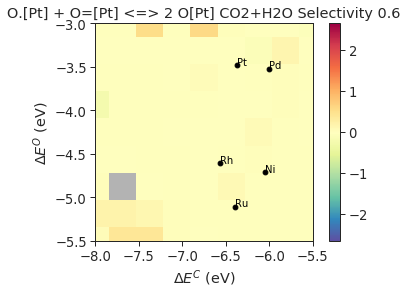 O.[Pt] + O=[Pt] <=> 2 O[Pt] CO2+H2O Selectivity 0.6
−3.0
−3.5
−4.0
−4.5
−5.0
−5.5
ΔE^O (eV)
Pt
Pd
Rh
Ni
Ru
−8.0 −7.5 −7.0 −6.5 −6.0 −5.5
ΔE^C (eV)
2
1
0
−1
−2